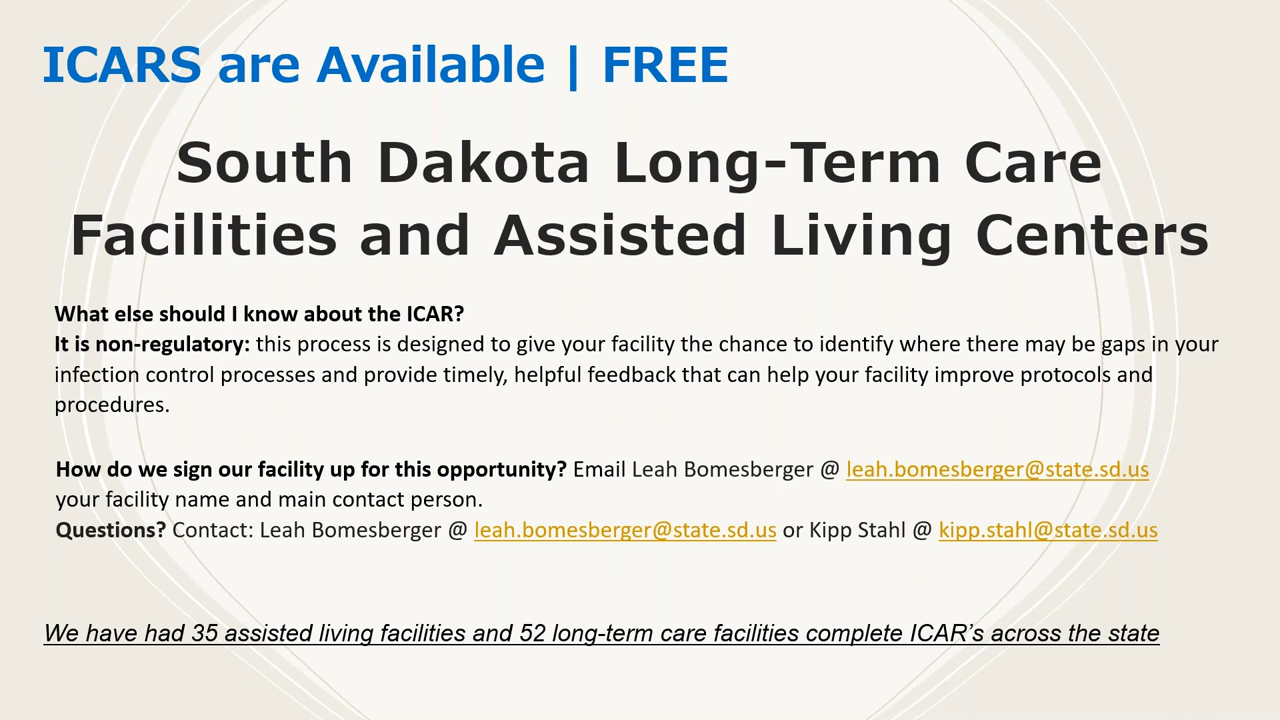 ICARS are Available | FREE
South Dakota Long-Term Care
Facilities and Assisted Living Centers
What else should I know about the ICAR?
It is non-regulatory: this process is designed to give your facility the chance to identify where there may be gaps in your
infection control processes and provide timely, helpful feedback that can help your facility improve protocols and
procedures.
How do we sign our facility up for this opportunity? Email Leah Bomesberger @ leah.bomesberger@state.sd.us
your facility name and main contact person.
Questions? Contact: Leah Bomesberger @ leah.bomesberger@state.sd.us or Kipp Stahl @ kipp.stahl@state.sd.us
We have had 35 assisted living facilities and 52 long-term care facilities complete ICAR’s across the state